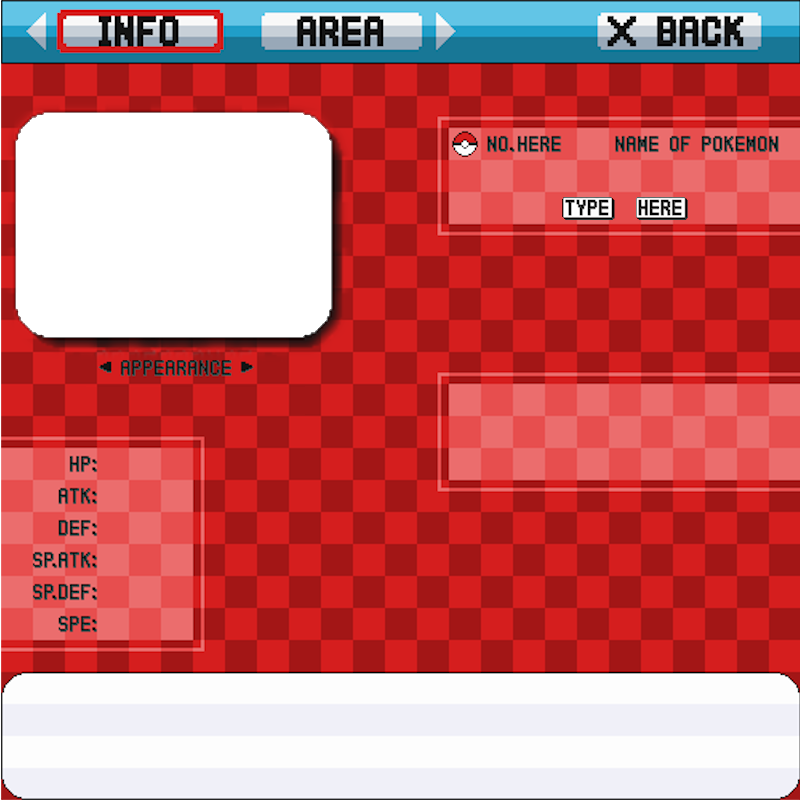 INFO AREA X BACK
NO.HERE NAME OF POKEMON
TYPE HERE
APPEARANCE
HP:
ATK:
DEF:
SP.ATK:
SP.DEF:
SPE: